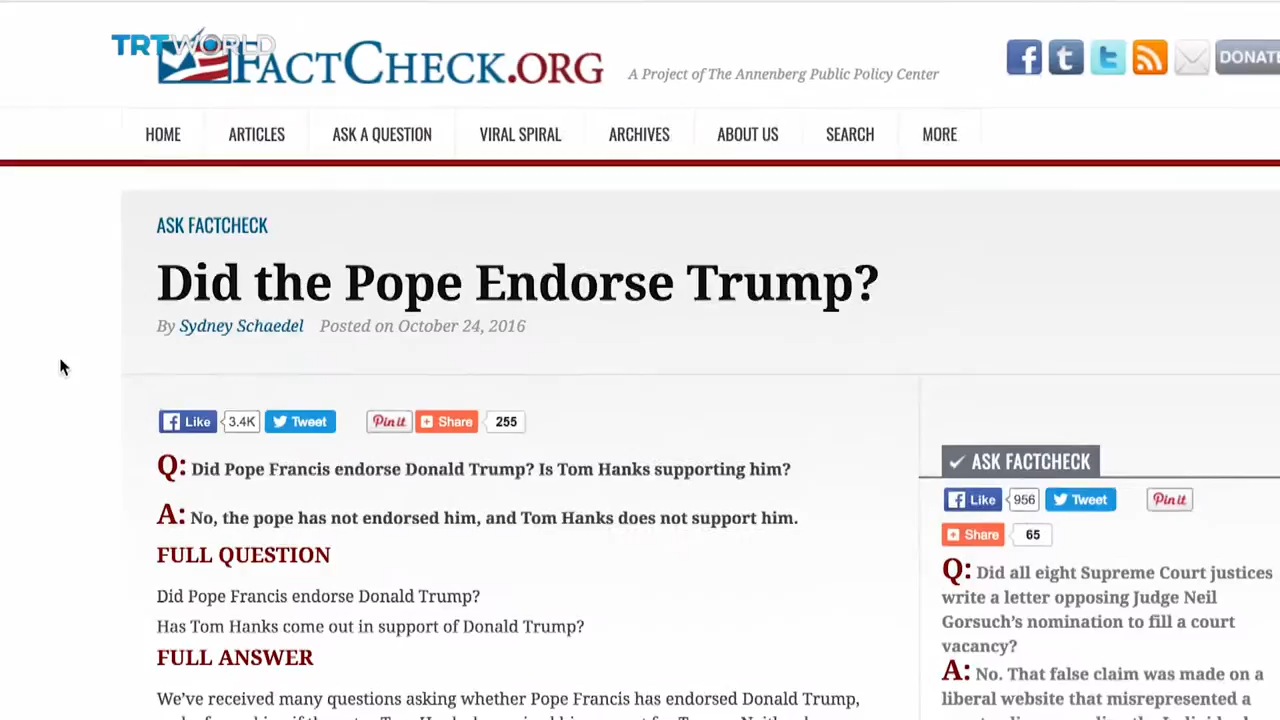 TRT WORLD
FACTCHECK.ORG
A Project of The Annenberg Public Policy Center
DONATE
HOME
ARTICLES
ASK A QUESTION
VIRAL SPIRAL
ARCHIVES
ABOUT US
SEARCH
MORE
ASK FACTCHECK
Did the Pope Endorse Trump?
By Sydney Schaedel Posted on October 24, 2016
Like 3.4K Tweet Pin it Share 255
Q: Did Pope Francis endorse Donald Trump? Is Tom Hanks supporting him?
A: No, the pope has not endorsed him, and Tom Hanks does not support him.
FULL QUESTION
Did Pope Francis endorse Donald Trump?
Has Tom Hanks come out in support of Donald Trump?
FULL ANSWER
We've received many questions asking whether Pope Francis has endorsed Donald Trump,
ASK FACTCHECK
Like 956 Tweet Pin it
Share 65
Q: Did all eight Supreme Court justices
write a letter opposing Judge Neil
Gorsuch's nomination to fill a court
vacancy?
A: No. That false claim was made on a
liberal website that misrepresented a